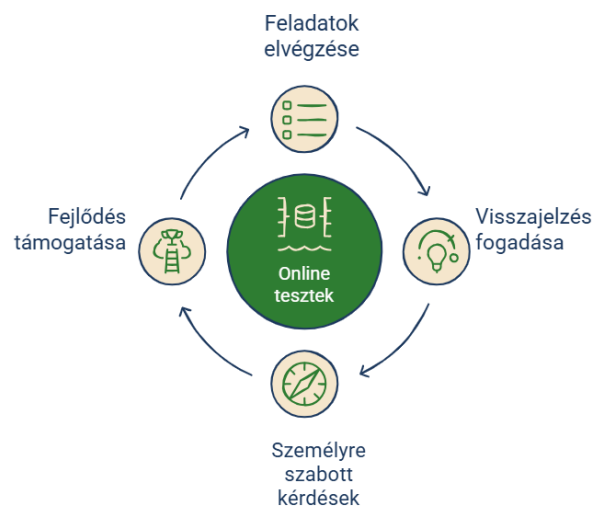 Feladatok
elvégzése
Visszajelzés
fogadása
Fejlődés
támogatása
Online
tesztek
Személyre
szabott
kérdések